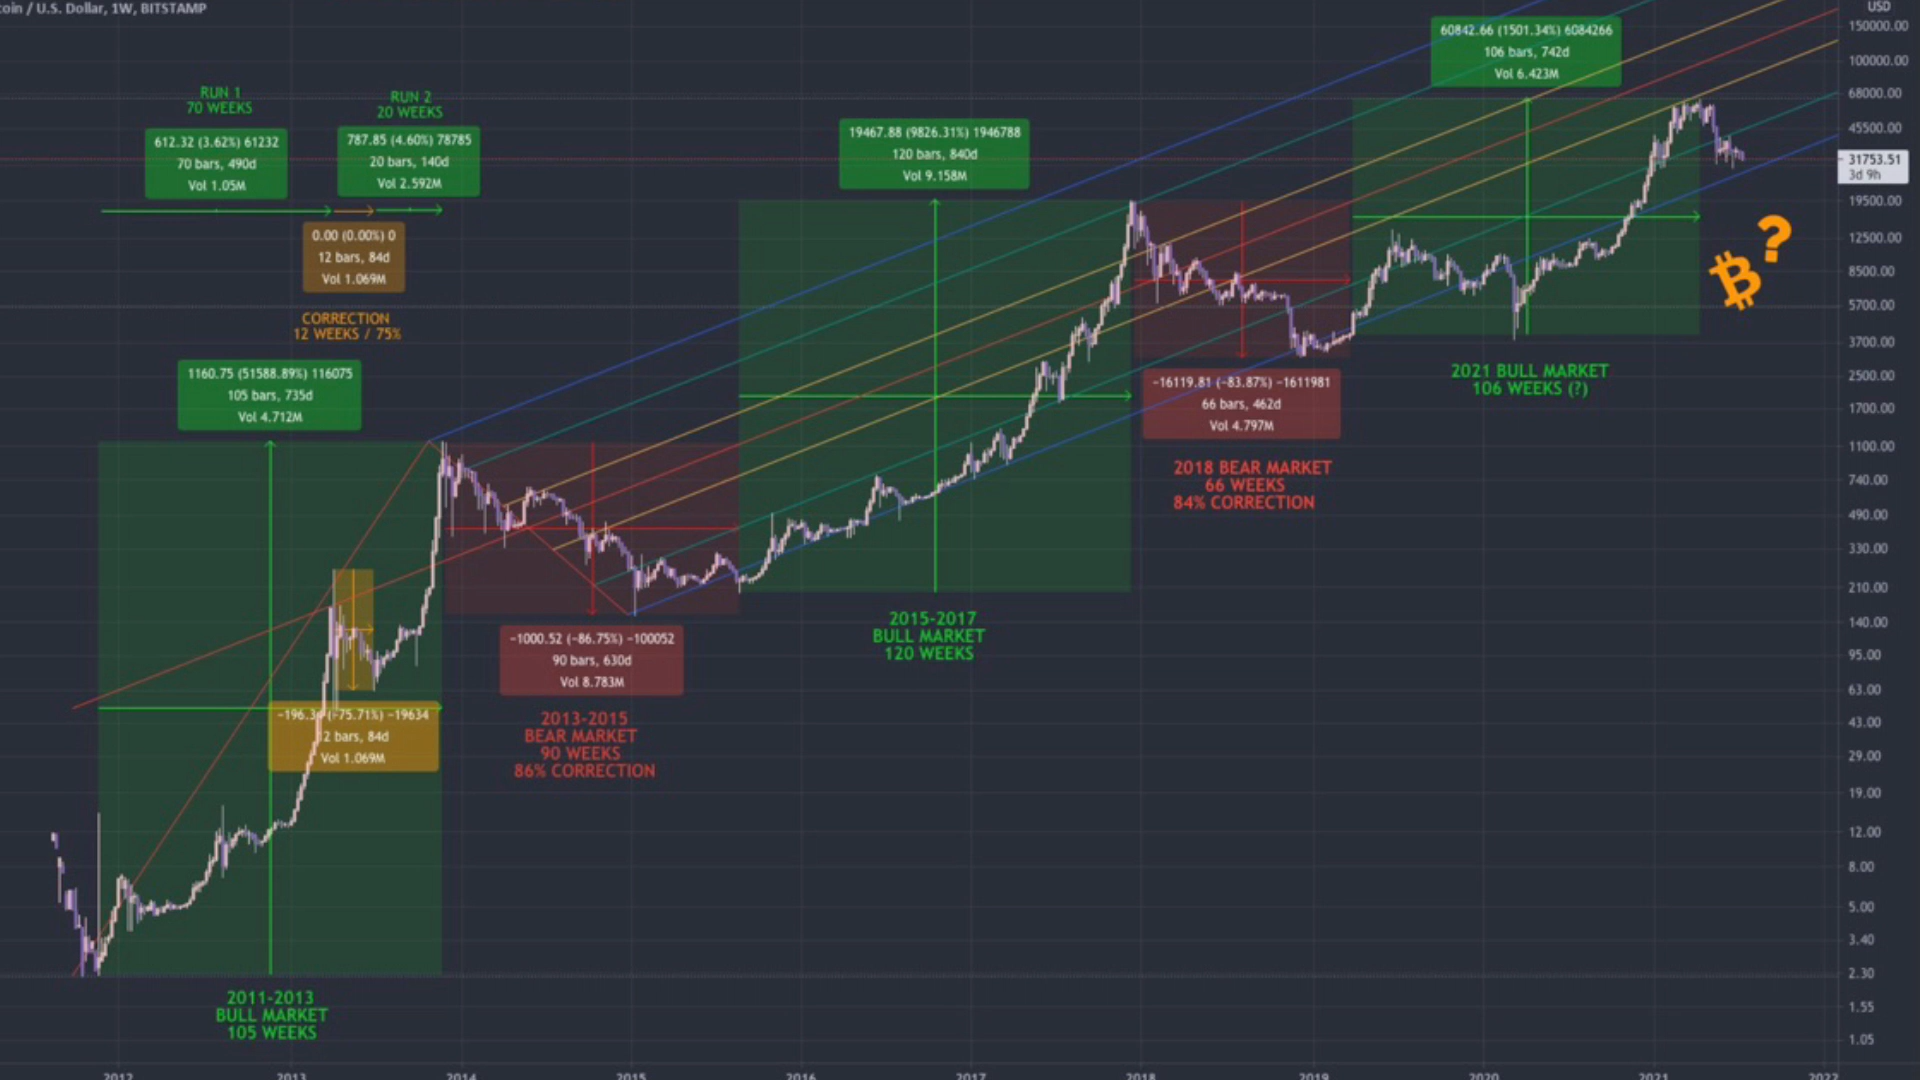 coin / U.S. Dollar, 1W, BITSTAMP
USD
RUN 1
70 WEEKS
612.32 (3.62%) 61232
70 bars, 490d
Vol 1.05M
RUN 2
20 WEEKS
787.85 (4.60%) 78785
20 bars, 140d
Vol 2.592M
0.00 (0.00%) 0
12 bars, 84d
Vol 1.069M
CORRECTION
12 WEEKS / 75%
1160.75 (51588.89%) 116075
105 bars, 735d
Vol 4.712M
(-75.71%) -19634
84d
Vol 1.069M
2011-2013
BULL MARKET
105 WEEKS
-1000.52 (-86.75%) -100052
90 bars, 630d
Vol 8.783M
2013-2015
BEAR MARKET
90 WEEKS
86% CORRECTION
19467.88 (9826.31%) 1946788
120 bars, 840d
Vol 9.158M
2015-2017
BULL MARKET
120 WEEKS
-16119.81 (-83.87%) -1611981
66 bars, 462d
Vol 4.797M
2018 BEAR MARKET
66 WEEKS
84% CORRECTION
60842.66 (1501.34%) 6084266
106 bars, 742d
Vol 6.423M
2021 BULL MARKET
106 WEEKS (?)
₿?
150000.00
100000.00
68000.00
45500.00
31753.51
3d 9h
19500.00
12500.00
8500.00
5700.00
3700.00
2500.00
1700.00
1100.00
740.00
490.00
330.00
210.00
140.00
95.00
63.00
43.00
29.00
19.00
12.00
8.00
5.00
3.40
2.30
1.55
1.05
2012
2013
2014
2015
2016
2017
2018
2019
2020
2021
2022